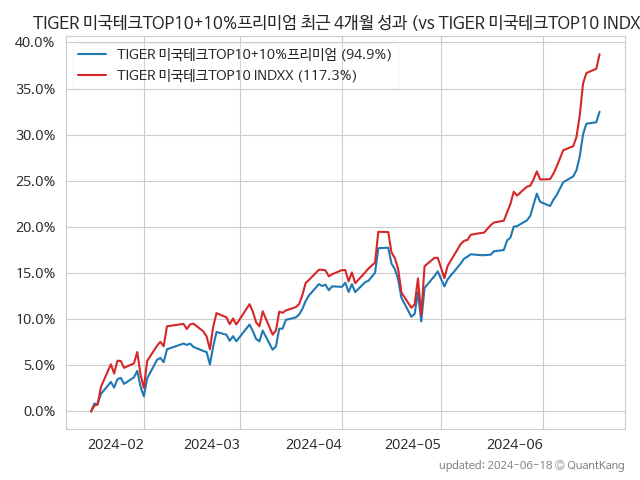 TIGER 미국테크TOP10+10%프리미엄 최근 4개월 성과 (vs TIGER 미국테크TOP10 INDX
40.0%
TIGER 미국테크TOP10+10%프리미엄 (94.9%)
TIGER 미국테크TOP10 INDXX (117.3%)
35.0%
30.0%
25.0%
20.0%
15.0%
10.0%
5.0%
0.0%
2024-02 2024-03 2024-04 2024-05 2024-06
updated: 2024-06-18 © QuantKang